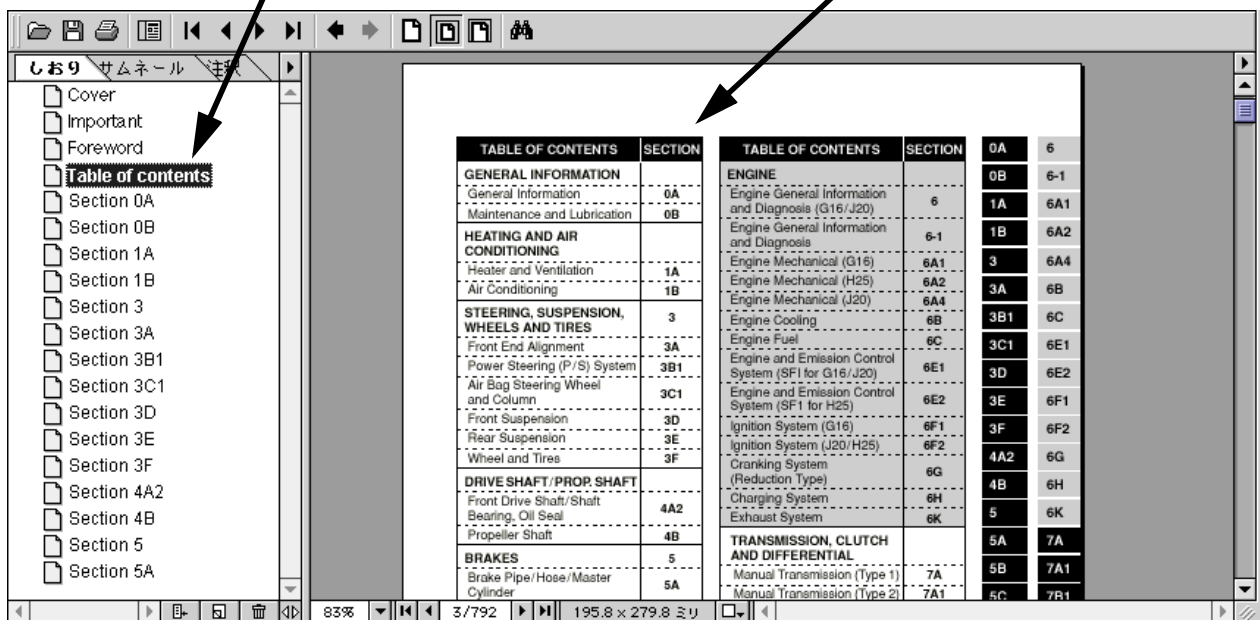 しおり サムネール 注釈
Cover
Important
Foreword
Table of contents
Section 0A
Section 0B
Section 1A
Section 1B
Section 3
Section 3A
Section 3B1
Section 3C1
Section 3D
Section 3E
Section 3F
Section 4A2
Section 4B
Section 5
Section 5A
TABLE OF CONTENTS SECTION
GENERAL INFORMATION
General Information 0A
Maintenance and Lubrication 0B
HEATING AND AIR
CONDITIONING
Heater and Ventilation 1A
Air Conditioning 1B
STEERING, SUSPENSION,
WHEELS AND TIRES 3
Front End Alignment 3A
Power Steering (P/S) System 3B1
Air Bag Steering Wheel
and Column 3C1
Front Suspension 3D
Rear Suspension 3E
Wheel and Tires 3F
DRIVE SHAFT/PROP. SHAFT
Front Drive Shaft/Shaft
Bearing, Oil Seal 4A2
Propeller Shaft 4B
BRAKES 5
Brake Pipe/Hose/Master
Cylinder 5A
TABLE OF CONTENTS SECTION
ENGINE
Engine General Information
and Diagnosis (G16/J20) 6
Engine General Information
and Diagnosis 6-1
Engine Mechanical (G16) 6A1
Engine Mechanical (H25) 6A2
Engine Mechanical (J20) 6A4
Engine Cooling 6B
Engine Fuel 6C
Engine and Emission Control
System (SFI for G16/J20) 6E1
Engine and Emission Control
System (SF1 for H25) 6E2
Ignition System (G16) 6F1
Ignition System (J20/H25) 6F2
Cranking System
(Reduction Type) 6G
Charging System 6H
Exhaust System 6K
TRANSMISSION, CLUTCH
AND DIFFERENTIAL
Manual Transmission (Type 1) 7A
Manual Transmission (Type 2) 7A1
0A 6
0B 6-1
1A 6A1
1B 6A2
3 6A4
3A 6B
3B1 6C
3C1 6E1
3D 6E2
3E 6F1
3F 6F2
4A2 6G
4B 6H
5 6K
5A 7A
5B 7A1
5C 7B1
83% 3/792 195.8 x 279.8 ミリ